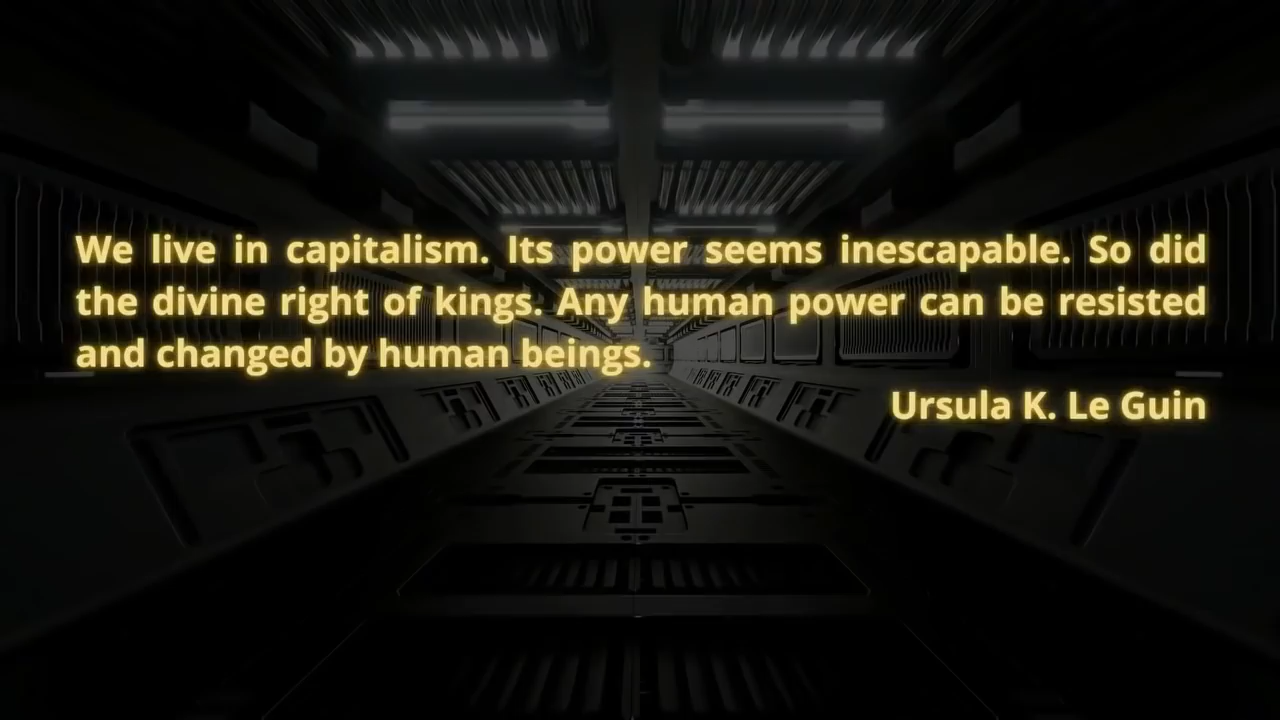 We live in capitalism. Its power seems inescapable. So did
the divine right of kings. Any human power can be resisted
and changed by human beings.
Ursula K. Le Guin